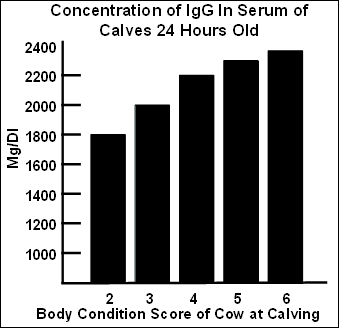 Concentration of IgG In Serum of
Calves 24 Hours Old
Mg/Dl
2400
2200
2000
1800
1600
1400
1200
1000
2 3 4 5 6
Body Condition Score of Cow at Calving